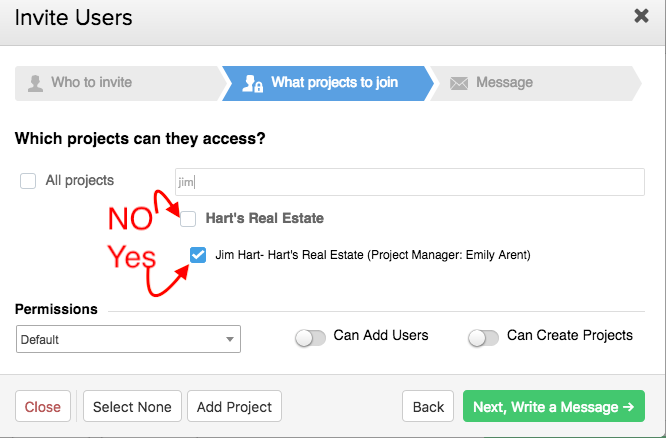 Invite Users
Who to invite
What projects to join
Message
Which projects can they access?
All projects
jim
NO
Hart's Real Estate
Yes
Jim Hart- Hart's Real Estate (Project Manager: Emily Arent)
Permissions
Default
Can Add Users
Can Create Projects
Close
Select None
Add Project
Back
Next, Write a Message →